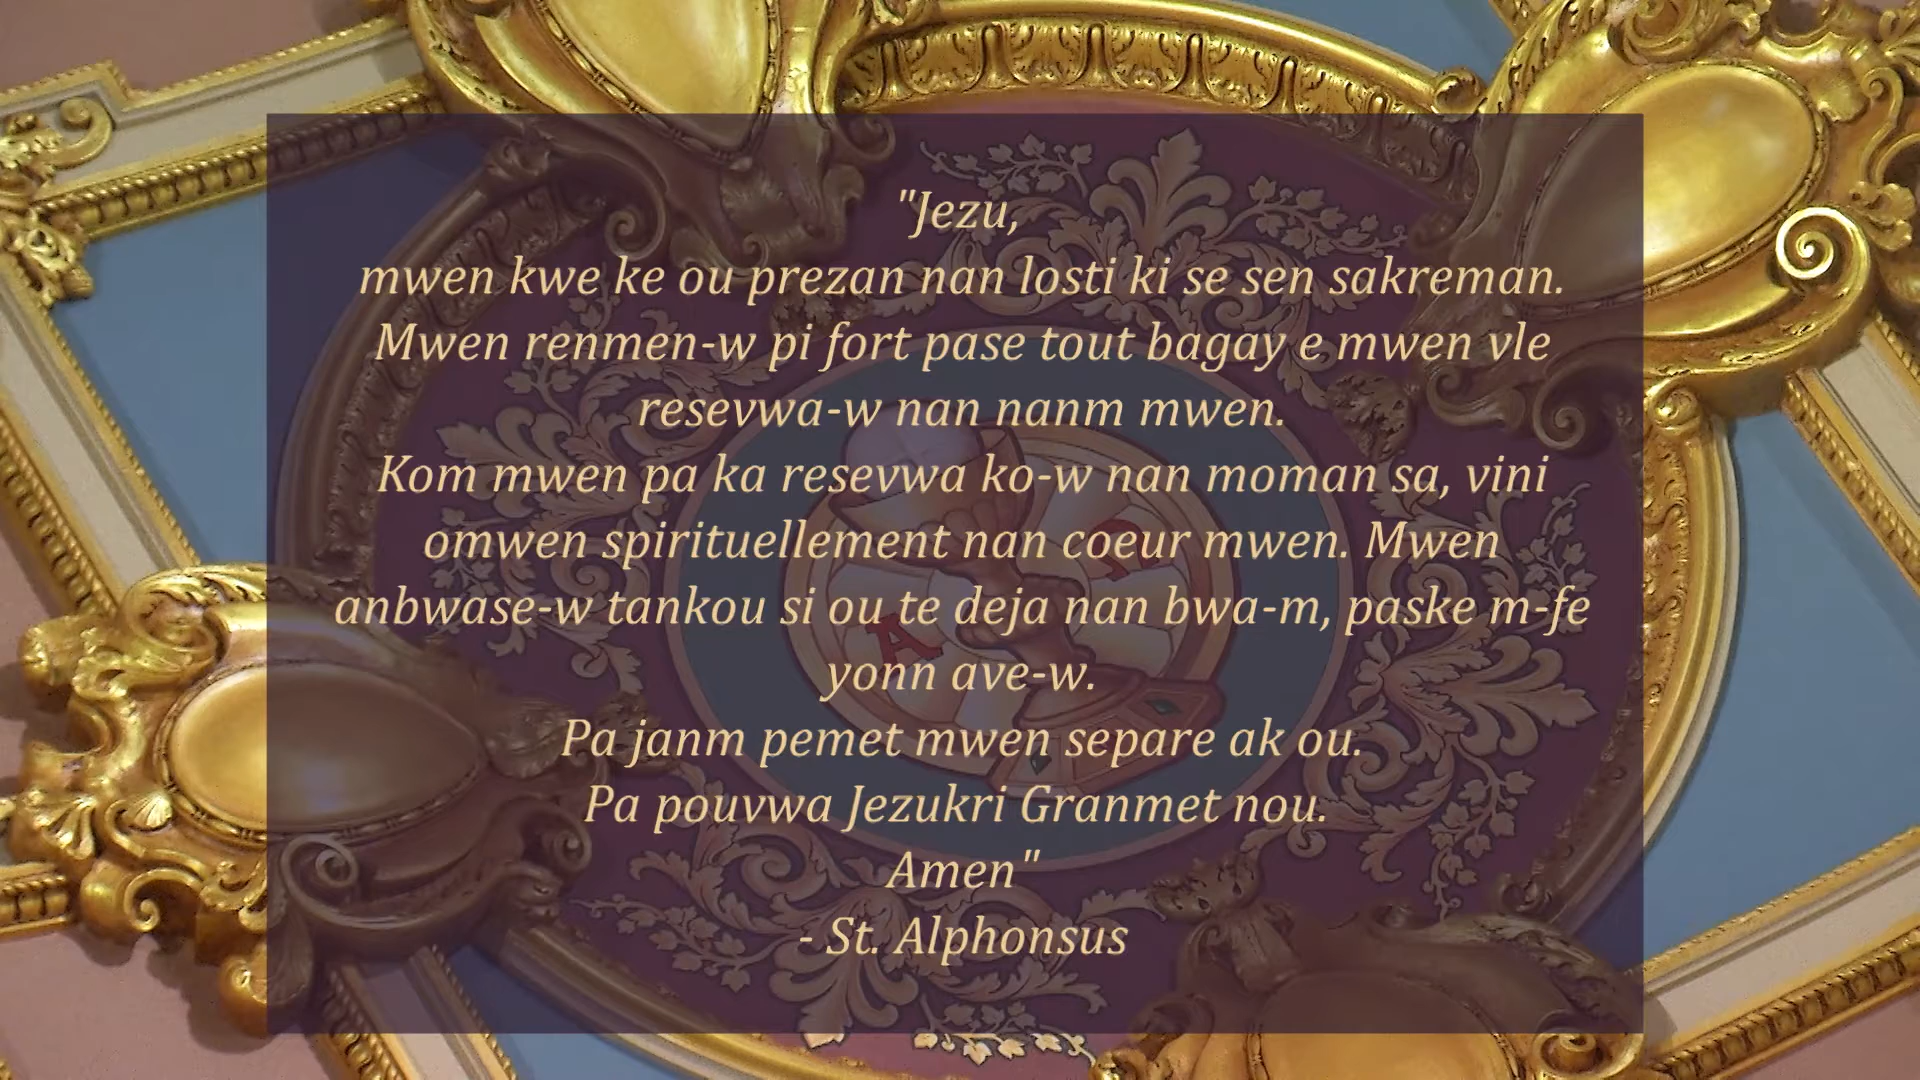 "Jezu,
mwen kwe ke ou prezan nan losti ki se sen sakreman.
Mwen renmen-w pi fort pase tout bagay e mwen vle
resevwa-w nan nanm mwen.
Kom mwen pa ka resevwa ko-w nan moman sa, vini
omwen spirituellement nan coeur mwen. Mwen
anbwase-w tankou si ou te deja nan bwa-m, paske m-fe
yonn ave-w.
Pa janm pemet mwen separe ak ou.
Pa pouvwa Jezukri Granmet nou.
Amen"
- St. Alphonsus
A Ω